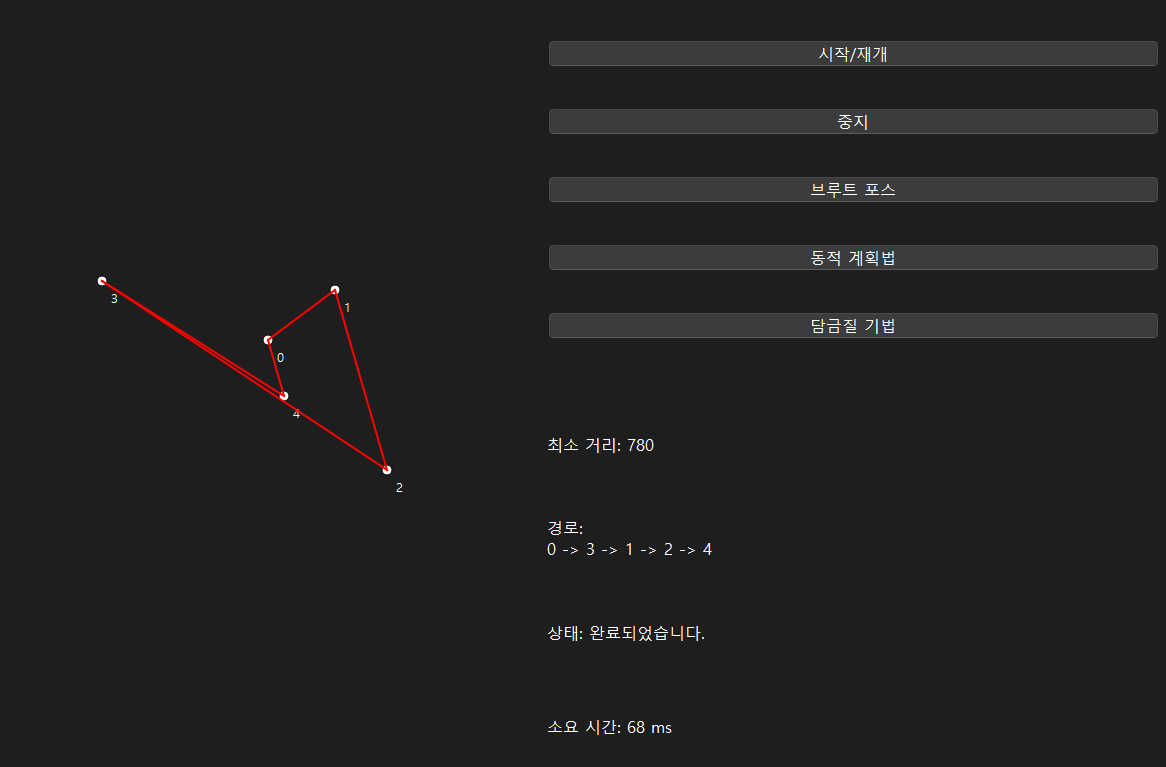 시작/재개
중지
브루트 포스
동적 계획법
담금질 기법
3
1
0
4
2
최소 거리: 780
경로:
0 -> 3 -> 1 -> 2 -> 4
상태: 완료되었습니다.
소요 시간: 68 ms